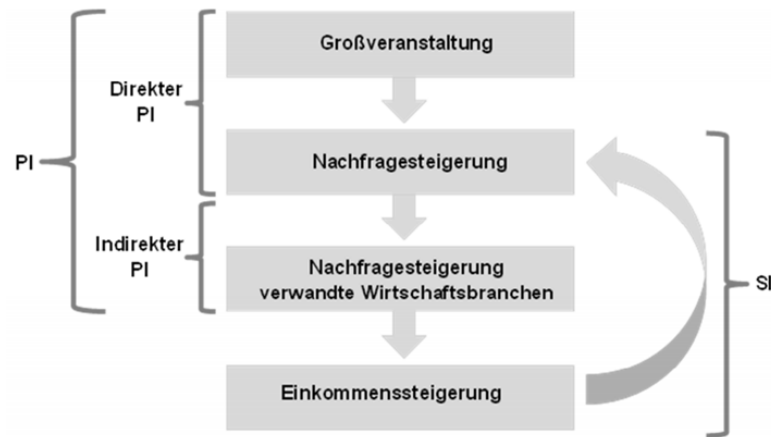 Großveranstaltung
Direkter
PI
PI
Nachfragesteigerung
Indirekter
PI
Nachfragesteigerung
verwandte Wirtschaftsbranchen
SI
Einkommenssteigerung